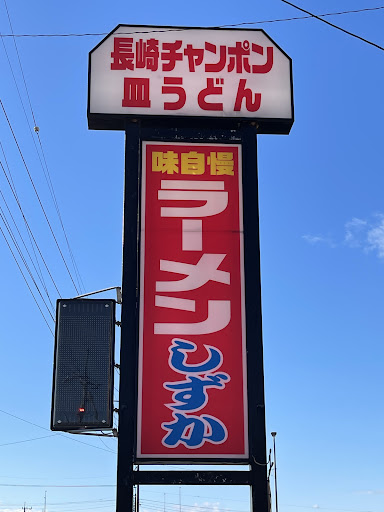 長崎チャンポン
皿うどん
味自慢
ラーメン
しずか